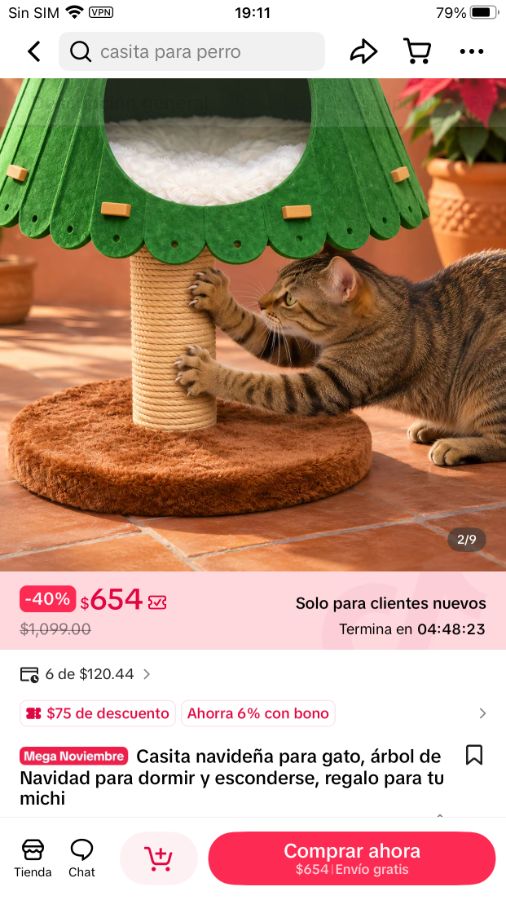 Sin SIM VPN 19:11 79%
casita para perro
2/9
-40% $654 Solo para clientes nuevos
$1,099.00 Termina en 04:48:23
6 de $120.44
$75 de descuento Ahorra 6% con bono
Mega Noviembre Casita navideña para gato, árbol de
Navidad para dormir y esconderse, regalo para tu
michi
Tienda Chat Comprar ahora
$654 | Envío gratis